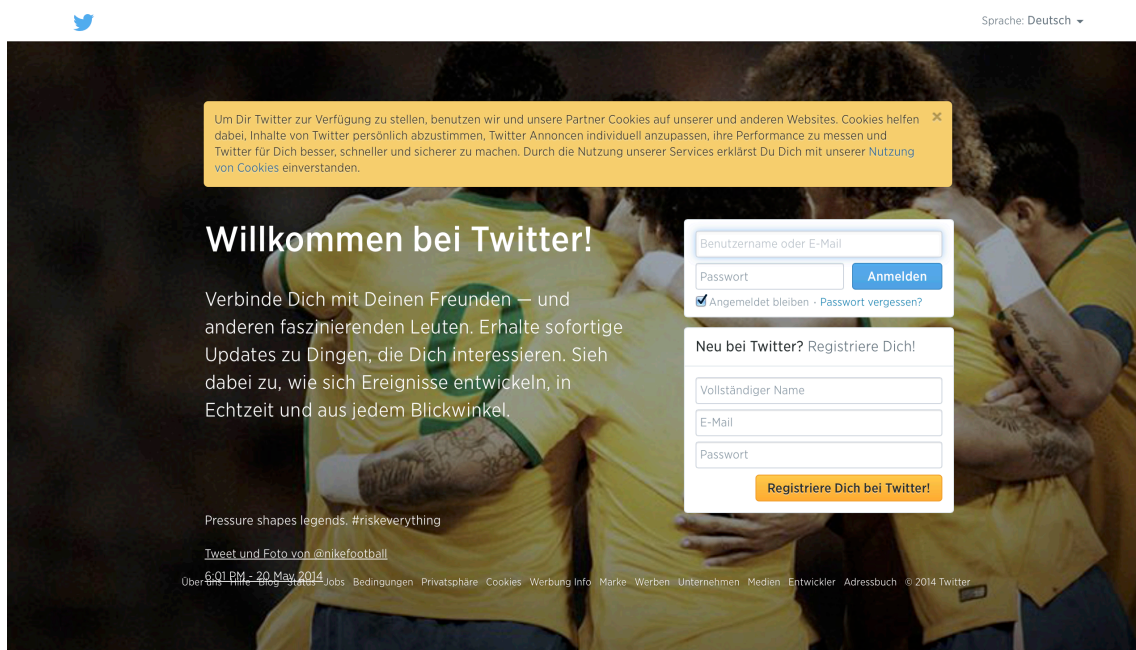 Sprache: Deutsch
Um Dir Twitter zur Verfügung zu stellen, benutzen wir und unsere Partner Cookies auf unserer und anderen Websites. Cookies helfen
dabei, Inhalte von Twitter persönlich abzustimmen, Twitter Annoncen individuell anzupassen, ihre Performance zu messen und
Twitter für Dich besser, schneller und sicherer zu machen. Durch die Nutzung unserer Services erklärst Du Dich mit unserer Nutzung
von Cookies einverstanden.
Willkommen bei Twitter!
Verbinde Dich mit Deinen Freunden — und
anderen faszinierenden Leuten. Erhalte sofortige
Updates zu Dingen, die Dich interessieren. Sieh
dabei zu, wie sich Ereignisse entwickeln, in
Echtzeit und aus jedem Blickwinkel.
Benutzername oder E-Mail
Passwort
Anmelden
Angemeldet bleiben · Passwort vergessen?
Neu bei Twitter? Registriere Dich!
Vollständiger Name
E-Mail
Passwort
Registriere Dich bei Twitter!
Pressure shapes legends. #riskeverything
Tweet und Foto von @nikefootball
6:01 PM - 20 May 2014
Über uns Hilfe Blog Status Jobs Bedingungen Privatsphäre Cookies Werbung Info Marke Werben Unternehmen Medien Entwickler Adressbuch © 2014 Twitter
9